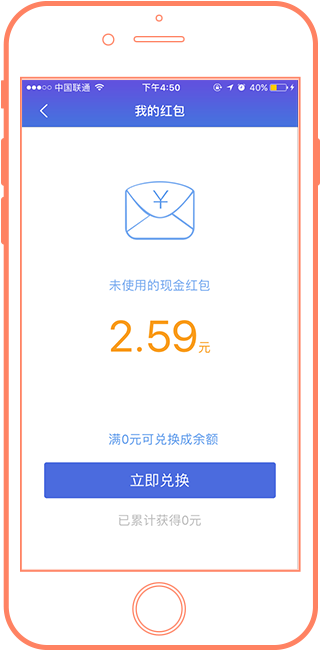 中国联通 下午4:50 40%
我的红包
¥
未使用的现金红包
2.59元
满0元可兑换成余额
立即兑换
已累计获得0元